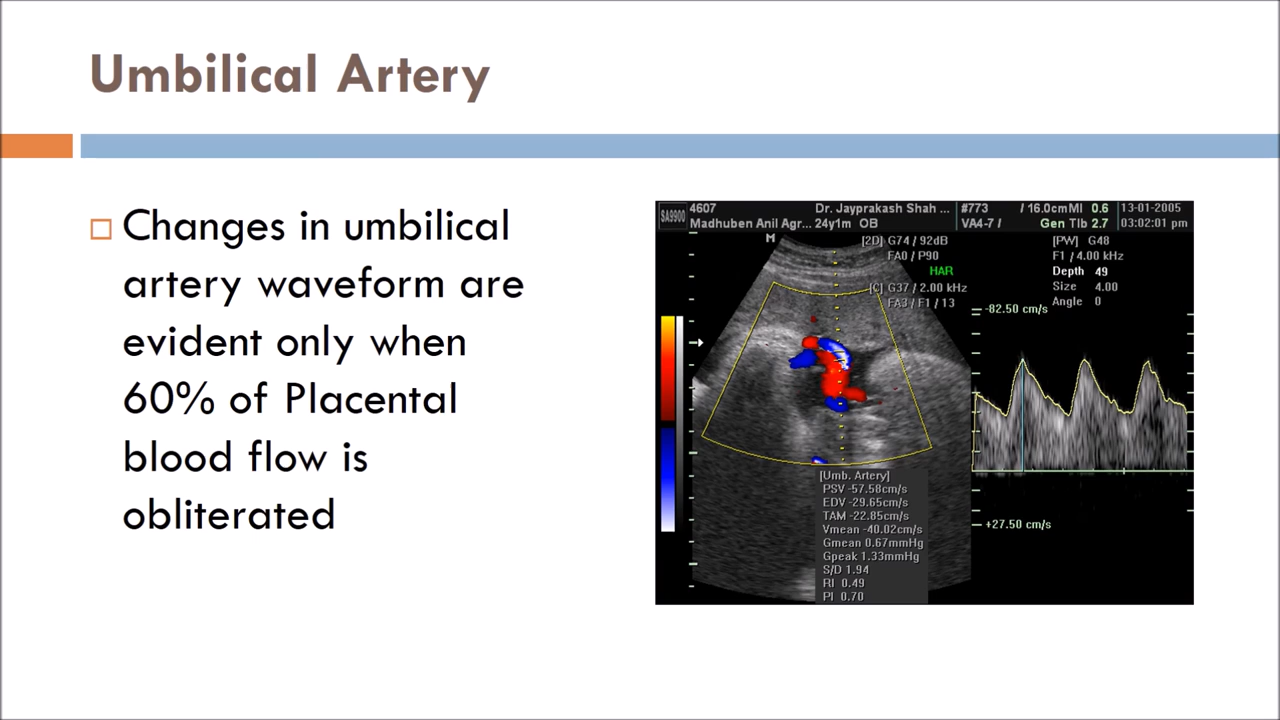 Umbilical Artery
Changes in umbilical
artery waveform are
evident only when
60% of Placental
blood flow is
obliterated
SA9900
4607 Dr. Jayprakash Shah ... #773 / 16.0cm MI 0.6 13-01-2005
Madhuben Anil Agr... 24y1m OB VA4-7 / Gen TIb 2.7 03:02:01 pm
M
[2D] G74 / 92dB
FA0 / P90
HAR
[C] G37 / 2.00 kHz
FA3 / F1 / 13
[PW] G48
F1 / 4.00 kHz
Depth 49
Size 4.00
Angle 0
-82.50 cm/s
+27.50 cm/s
[Umb. Artery]
PSV -57.58cm/s
EDV -29.65cm/s
TAM -22.85cm/s
Vmean -40.02cm/s
Gmean 0.67mmHg
Gpeak 1.33mmHg
S/D 1.94
RI 0.49
PI 0.70